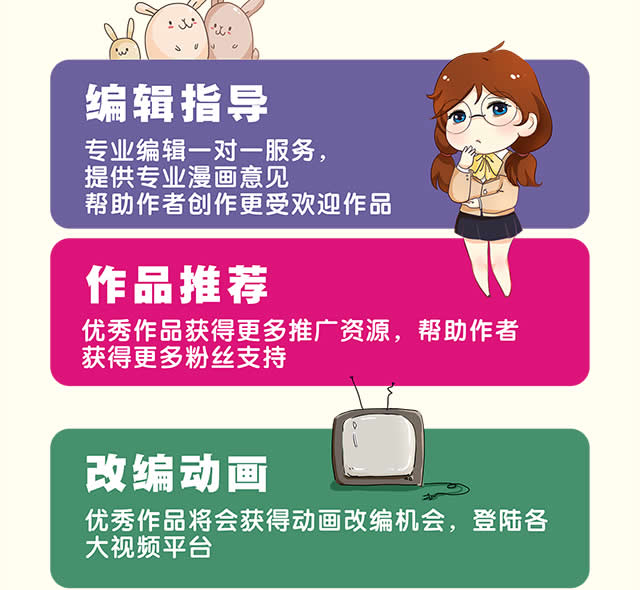 编辑指导
专业编辑一对一服务，
提供专业漫画意见
帮助作者创作更受欢迎作品
作品推荐
优秀作品获得更多推广资源，帮助作者
获得更多粉丝支持
改编动画
优秀作品将会获得动画改编机会，登陆各
大视频平台